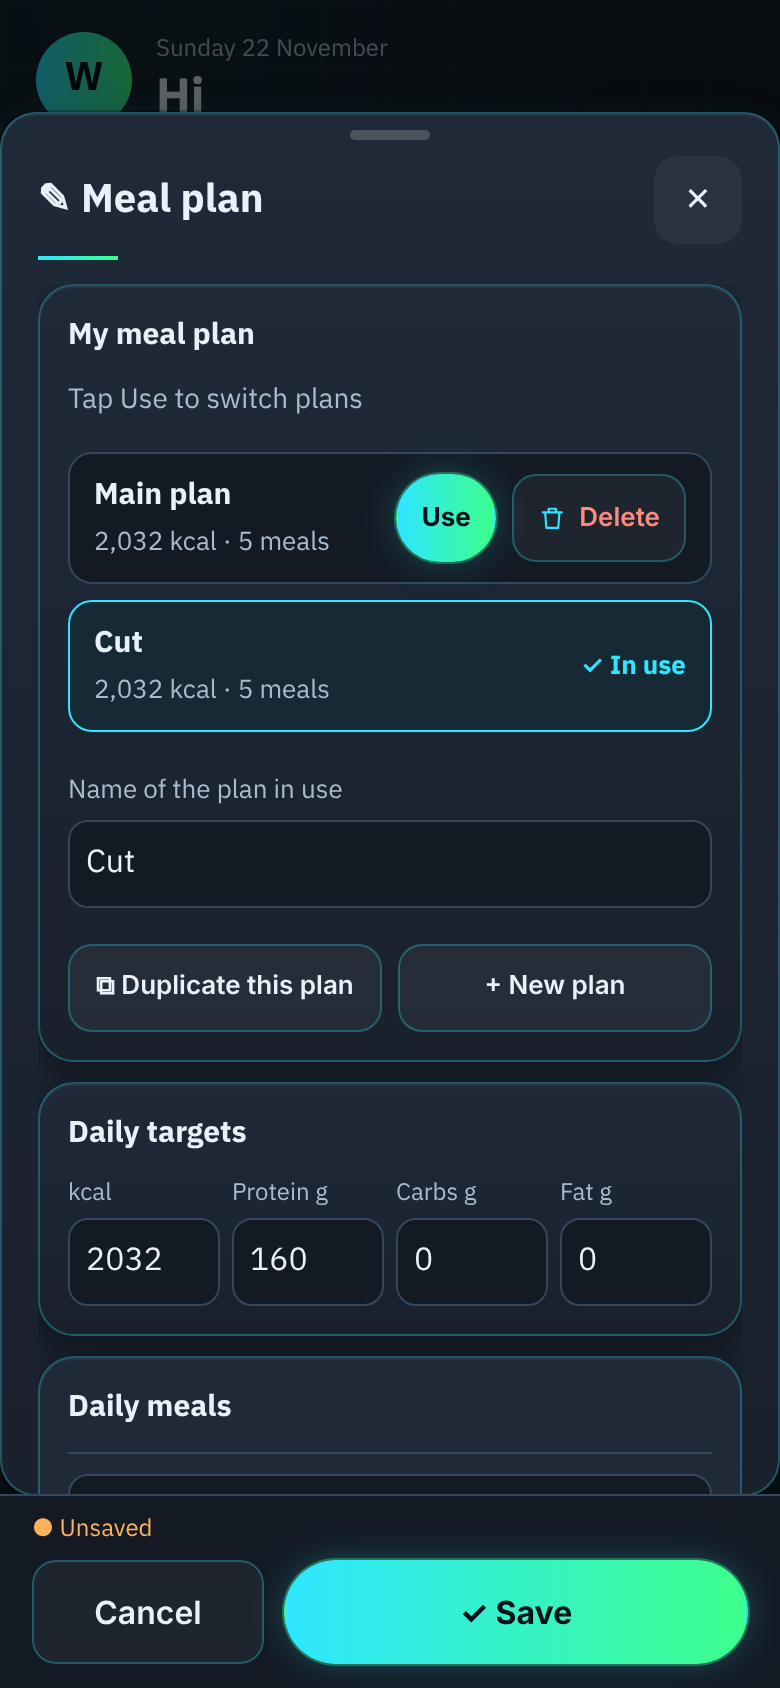 W
Sunday 22 November
Hi
✎ Meal plan
✕
My meal plan
Tap Use to switch plans
Main plan
2,032 kcal · 5 meals
Use
Delete
Cut
2,032 kcal · 5 meals
✓ In use
Name of the plan in use
Cut
⧉ Duplicate this plan
+ New plan
Daily targets
kcal
Protein g
Carbs g
Fat g
2032
160
0
0
Daily meals
Unsaved
Cancel
✓ Save